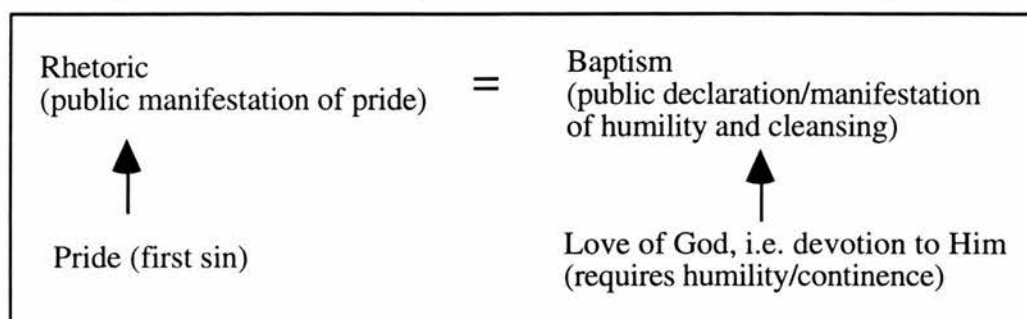 Rhetoric
(public manifestation of pride)
=
Baptism
(public declaration/manifestation
of humility and cleansing)
Pride (first sin)
Love of God, i.e. devotion to Him
(requires humility/continence)